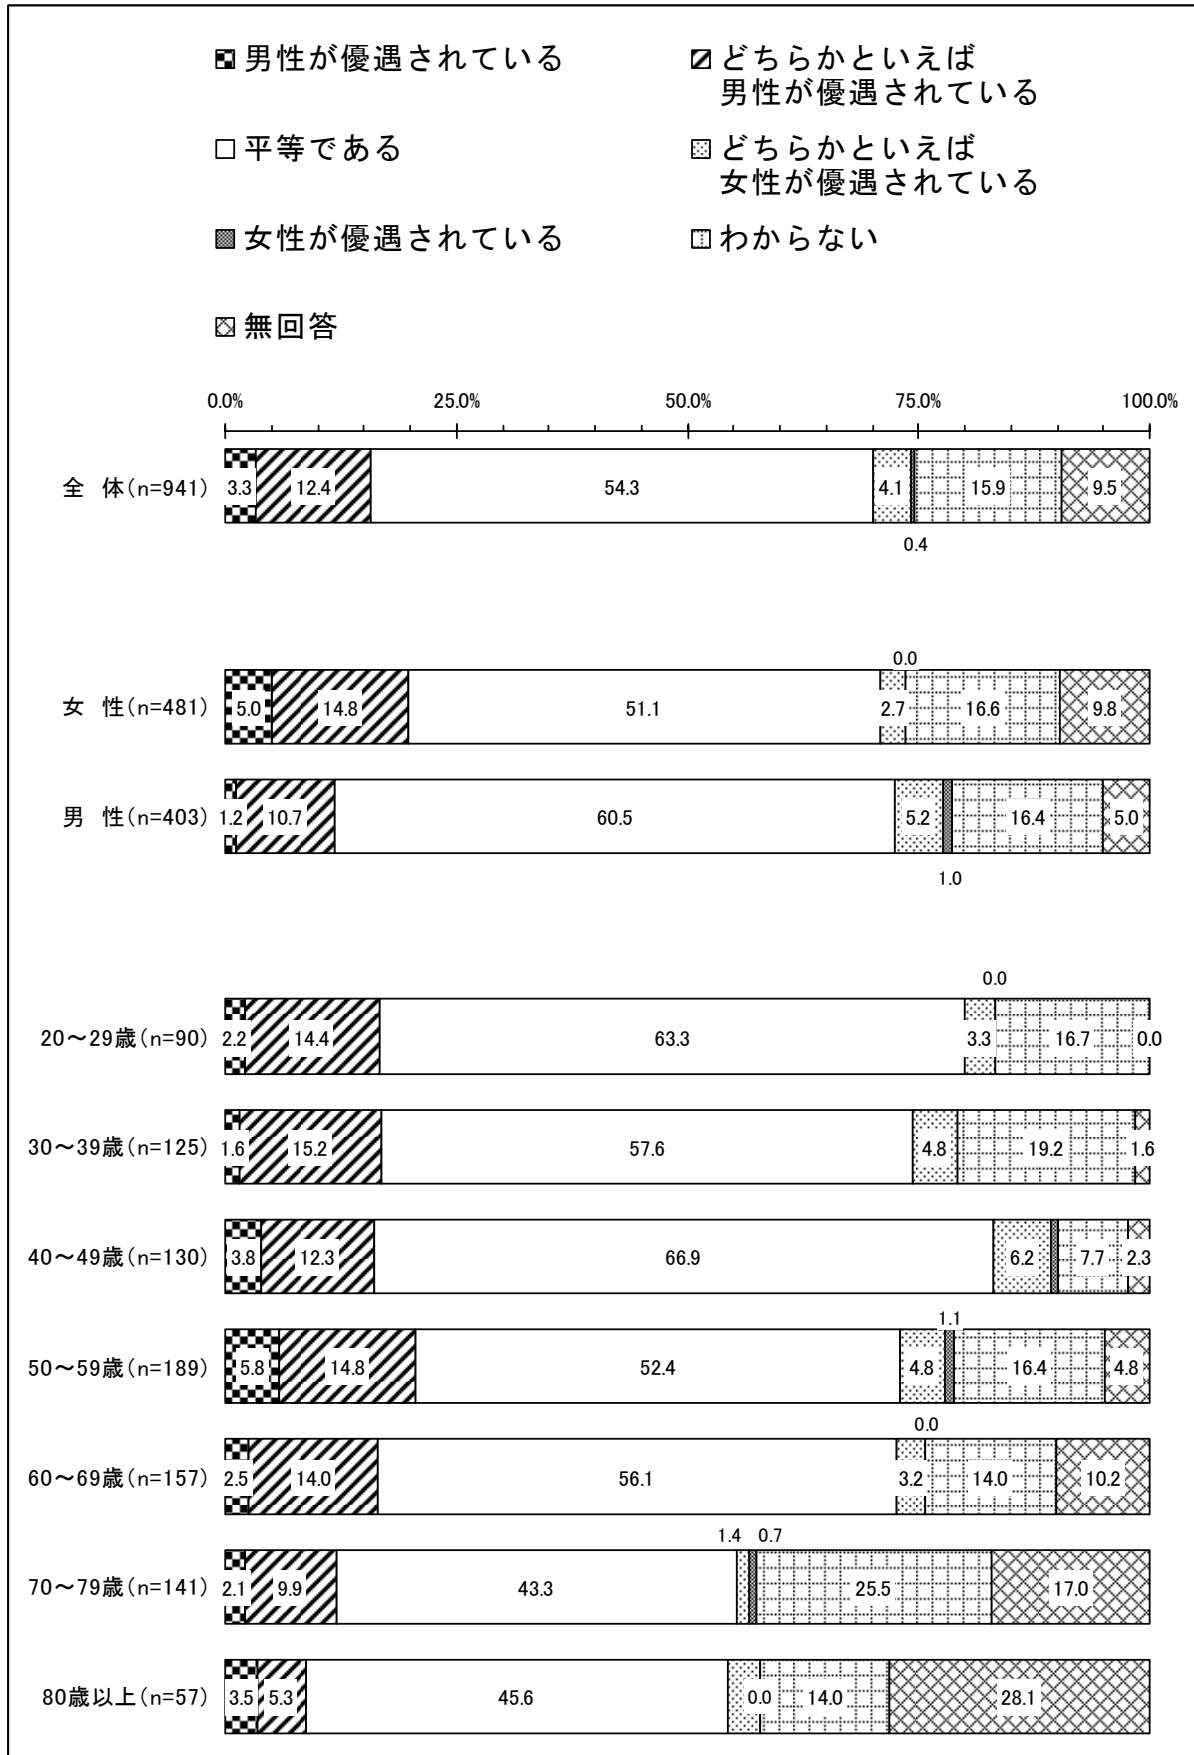 男性が優遇されている
どちらかといえば
男性が優遇されている
平等である
どちらかといえば
女性が優遇されている
女性が優遇されている
わからない
無回答
0.0% 25.0% 50.0% 75.0% 100.0%
全 体(n=941) 3.3 12.4 54.3 4.1 15.9 9.5
0.4
0.0
女 性(n=481) 5.0 14.8 51.1 2.7 16.6 9.8
男 性(n=403) 1.2 10.7 60.5 5.2 16.4 5.0
1.0
0.0
20～29歳(n=90) 2.2 14.4 63.3 3.3 16.7 0.0
30～39歳(n=125) 1.6 15.2 57.6 4.8 19.2 1.6
40～49歳(n=130) 3.8 12.3 66.9 6.2 7.7 2.3
1.1
50～59歳(n=189) 5.8 14.8 52.4 4.8 16.4 4.8
0.0
60～69歳(n=157) 2.5 14.0 56.1 3.2 14.0 10.2
1.4 0.7
70～79歳(n=141) 2.1 9.9 43.3 25.5 17.0
80歳以上(n=57) 3.5 5.3 45.6 0.0 14.0 28.1